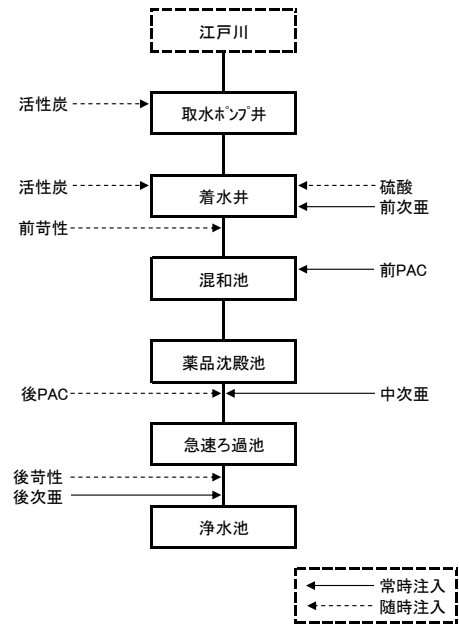 江戸川
活性炭
取水ﾎﾟﾝﾌﾟ井
活性炭
着水井
硫酸
前次亜
前苛性
混和池
前PAC
薬品沈殿池
後PAC
中次亜
急速ろ過池
後苛性
後次亜
浄水池
常時注入
随時注入